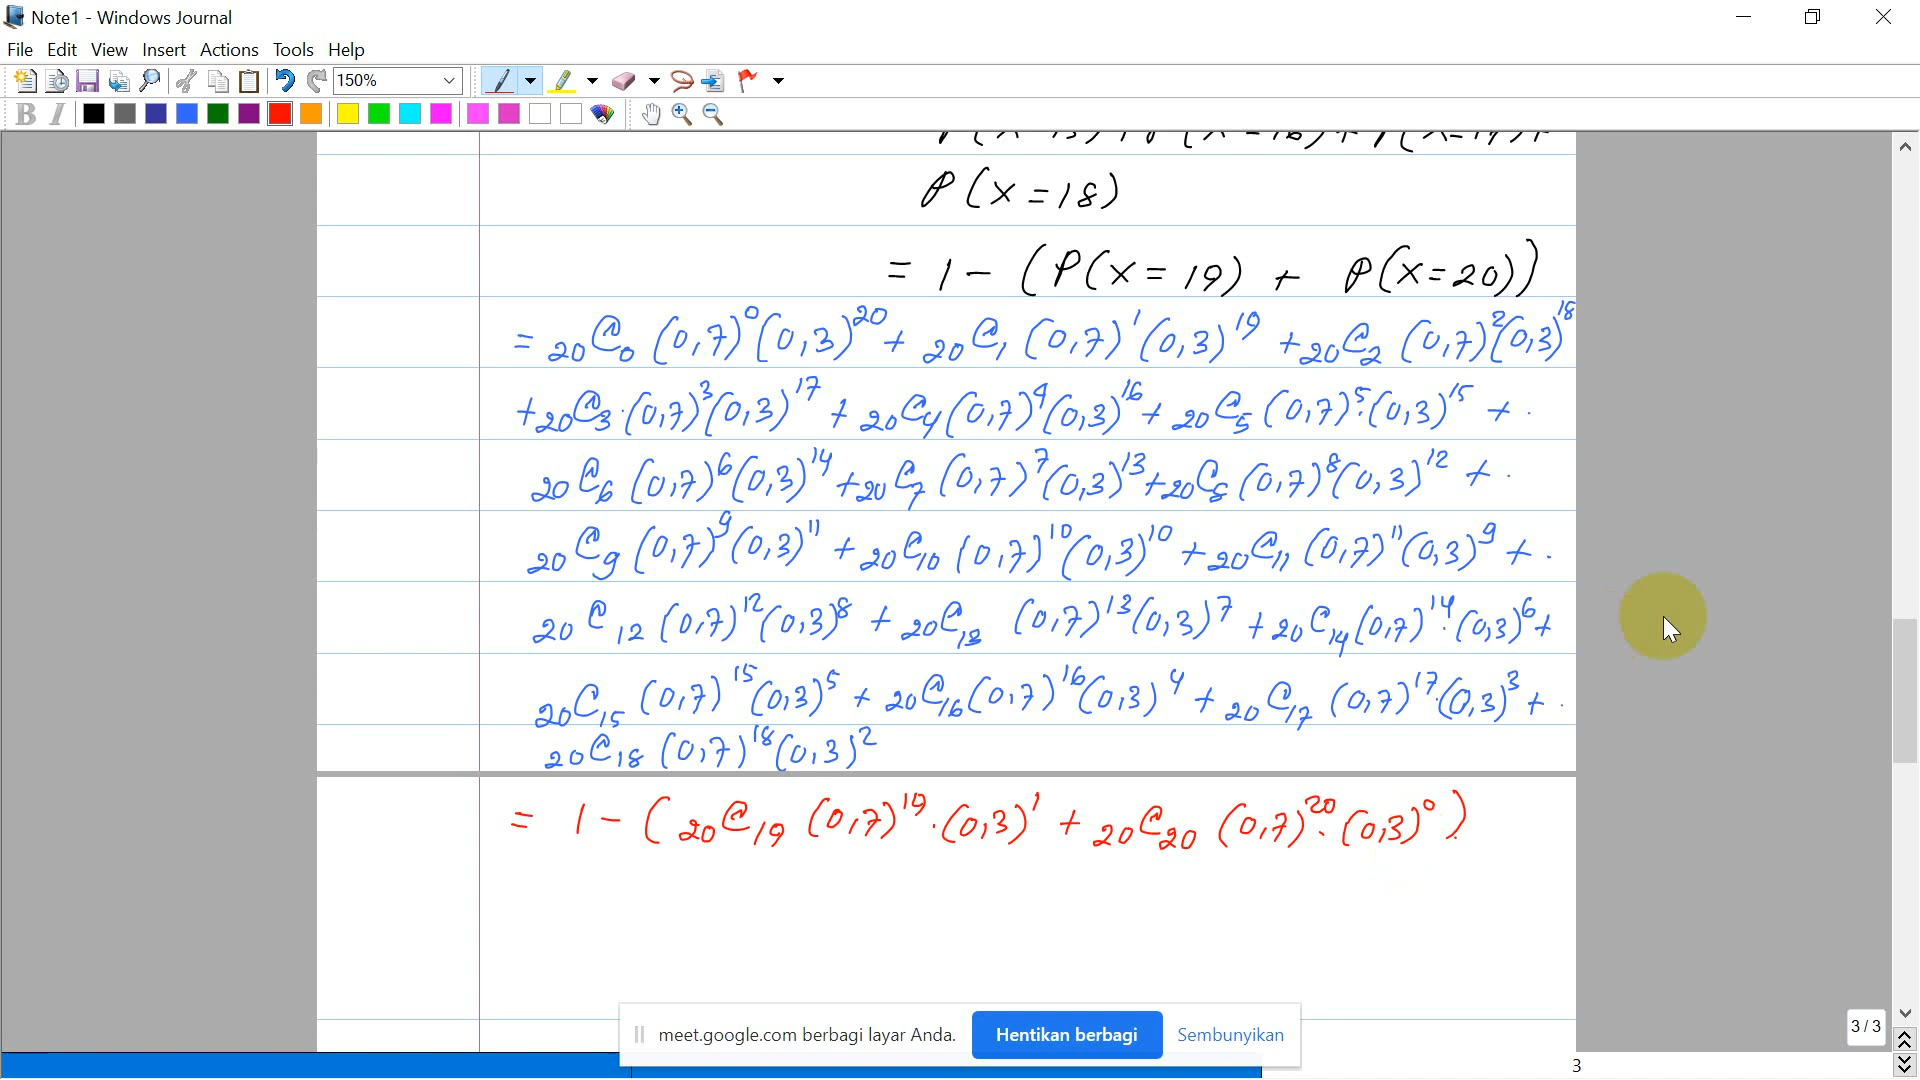 Note1 - Windows Journal
File Edit View Insert Actions Tools Help
150%
B I
P(X=18)
= 1 - (P(X=19) + P(X=20))
= 20C0 (0,7)^0 (0,3)^20 + 20C1 (0,7)^1 (0,3)^19 + 20C2 (0,7)^2 (0,3)^18
+ 20C3 · (0,7)^3 (0,3)^17 + 20C4 (0,7)^4 (0,3)^16 + 20C5 (0,7)^5 · (0,3)^15 + ·
20C6 (0,7)^6 (0,3)^14 + 20C7 (0,7)^7 (0,3)^13 + 20C8 (0,7)^8 (0,3)^12 + ·
20C9 (0,7)^9 (0,3)^11 + 20C10 (0,7)^10 (0,3)^10 + 20C11 (0,7)^11 (0,3)^9 + ·
20C12 (0,7)^12 (0,3)^8 + 20C13 (0,7)^13 (0,3)^7 + 20C14 (0,7)^14 · (0,3)^6 +
20C15 (0,7)^15 (0,3)^5 + 20C16 (0,7)^16 (0,3)^4 + 20C17 (0,7)^17 · (0,3)^3 + ·
20C18 (0,7)^18 (0,3)^2
= 1 - (20C19 (0,7)^19 · (0,3)^1 + 20C20 (0,7)^20 · (0,3)^0)
3 / 3
meet.google.com berbagi layar Anda. Hentikan berbagi Sembunyikan
3